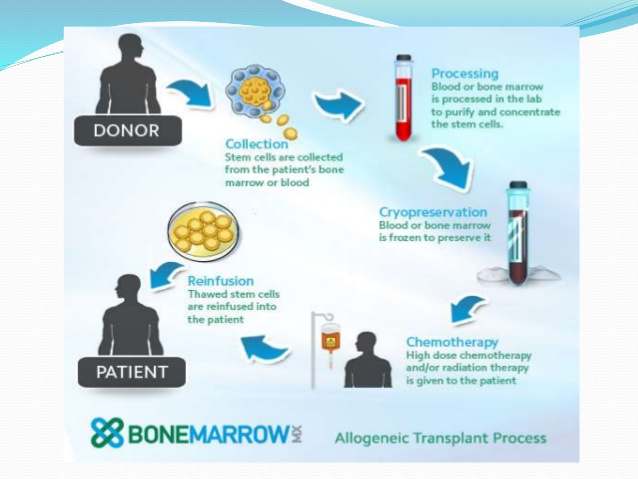 DONOR
Collection
Stem cells are collected
from the patient's bone
marrow or blood
Processing
Blood or bone marrow
is processed in the lab
to purify and concentrate
the stem cells.
Cryopreservation
Blood or bone marrow
is frozen to preserve it
Chemotherapy
High dose chemotherapy
and/or radiation therapy
is given to the patient
Reinfusion
Thawed stem cells
are reinfused into
the patient
PATIENT
BONEMARROW MX
Allogeneic Transplant Process